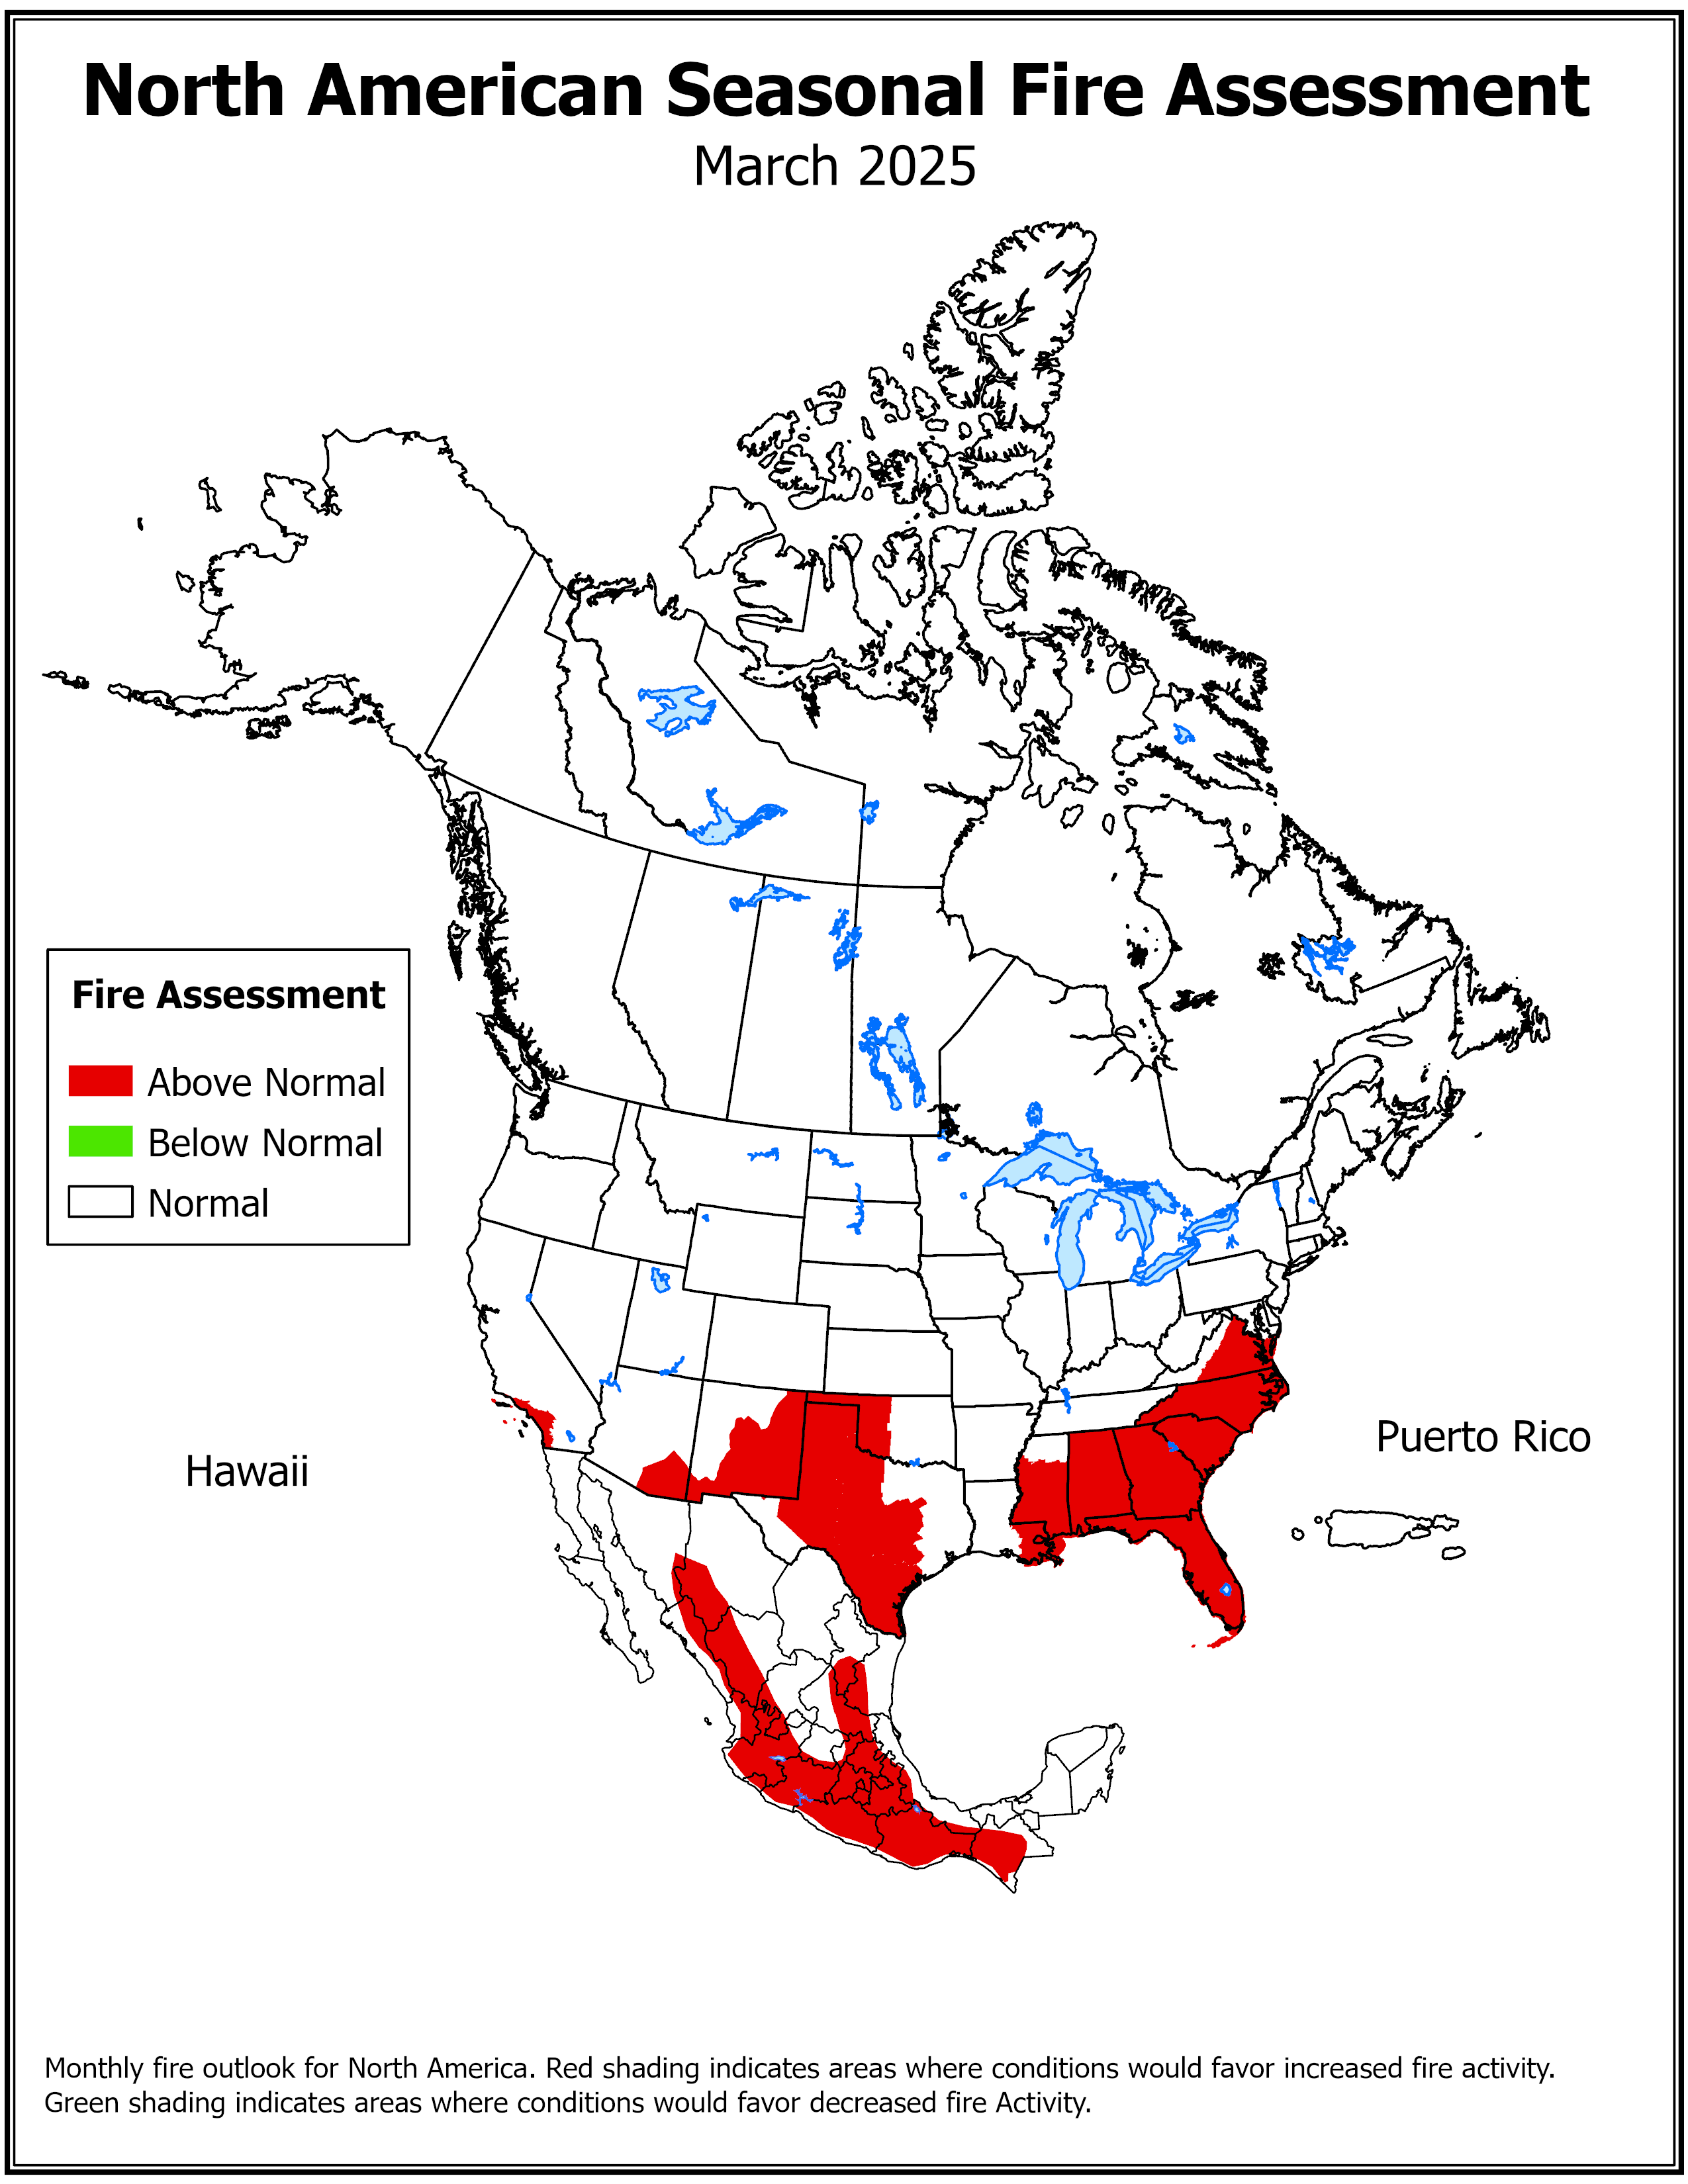 North American Seasonal Fire Assessment
March 2025
Fire Assessment
Above Normal
Below Normal
Normal
Hawaii
Puerto Rico
Monthly fire outlook for North America. Red shading indicates areas where conditions would favor increased fire activity.
Green shading indicates areas where conditions would favor decreased fire Activity.